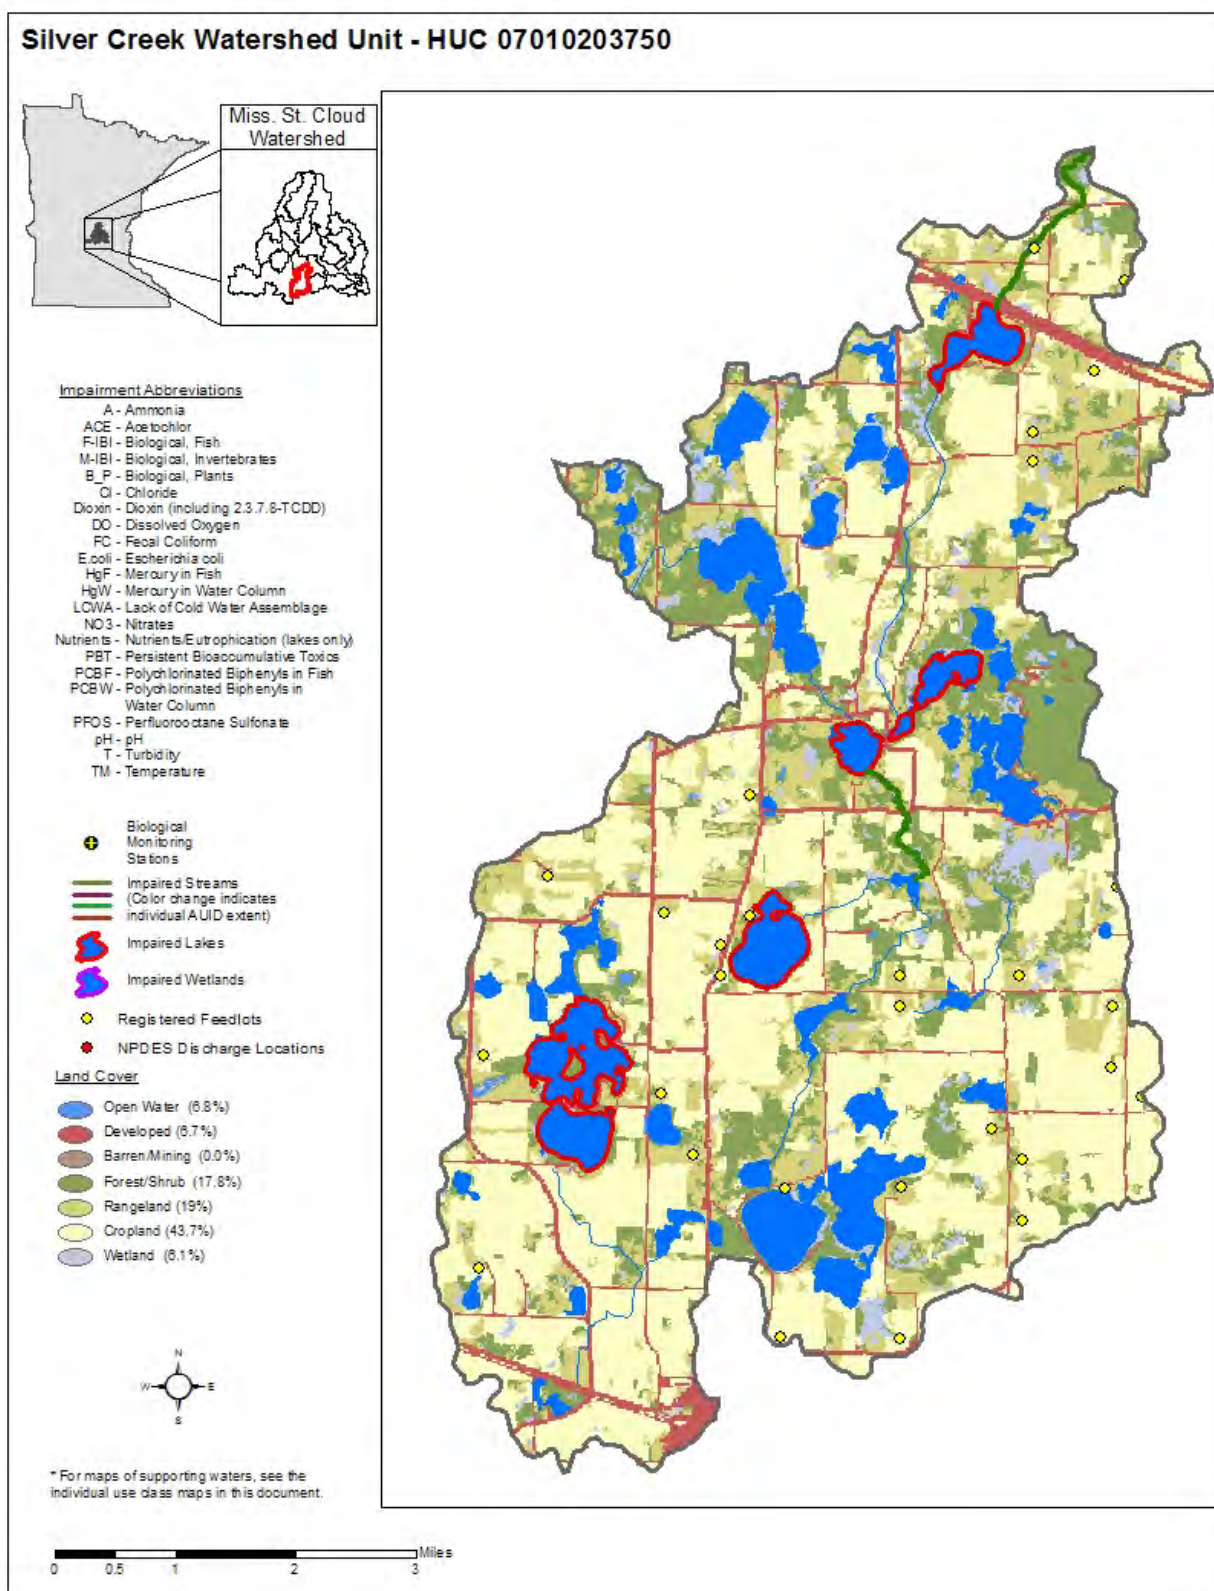 Silver Creek Watershed Unit - HUC 07010203750
Miss. St. Cloud
Watershed
Impairment Abbreviations
A - Ammonia
ACE - Acetochlor
F-IBI - Biological, Fish
M-IBI - Biological, Invertebrates
B_P - Biological, Plants
Cl - Chloride
Dioxin - Dioxin (including 2.3.7.8-TCDD)
DO - Dissolved Oxygen
FC - Fecal Coliform
E.coli - Escherichia coli
HgF - Mercury in Fish
HgW - Mercury in Water Column
LCWA - Lack of Cold Water Assemblage
NO3 - Nitrates
Nutrients - Nutrients/Eutrophication (lakes only)
PBT - Persistent Bioaccumulative Toxics
PCBF - Polychlorinated Biphenyls in Fish
PCBW - Polychlorinated Biphenyls in
Water Column
PFOS - Perfluorooctane Sulfonate
pH - pH
T - Turbidity
TM - Temperature
Biological
Monitoring
Stations
Impaired Streams
(Color change indicates
individual AUID extent)
Impaired Lakes
Impaired Wetlands
Registered Feedlots
NPDES Discharge Locations
Land Cover
Open Water (6.8%)
Developed (6.7%)
Barren/Mining (0.0%)
Forest/Shrub (17.8%)
Rangeland (19%)
Cropland (43.7%)
Wetland (6.1%)
N
W E
S
* For maps of supporting waters, see the
individual use class maps in this document.
Miles
0 0.5 1 2 3